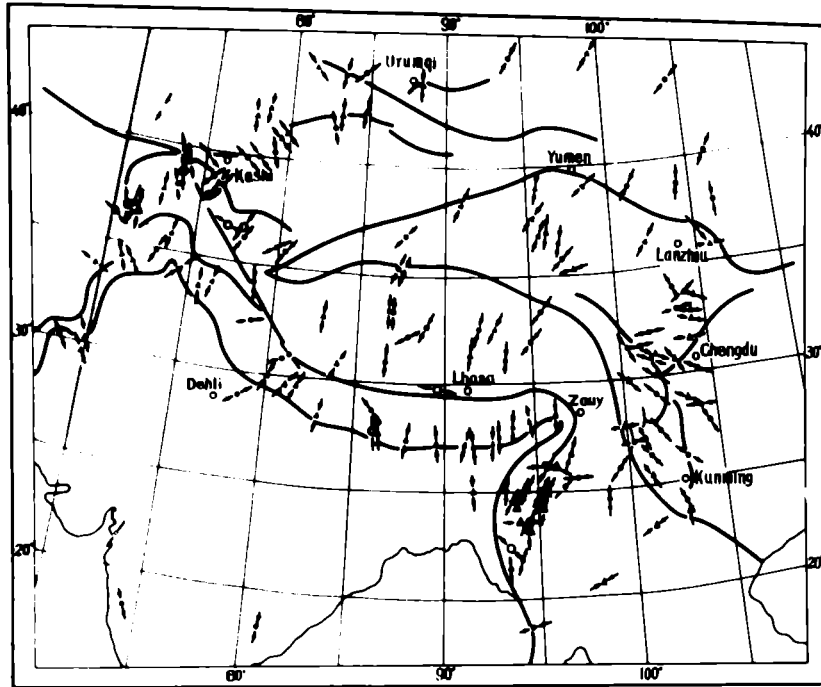 80° 90° 100°
Urumqi
40° 40°
Yumen
Kashi
Lanzhou
30° 30°
Chengdu
Dehli
Lhasa
Zauy
Kunming
20° 20°
80° 90° 100°